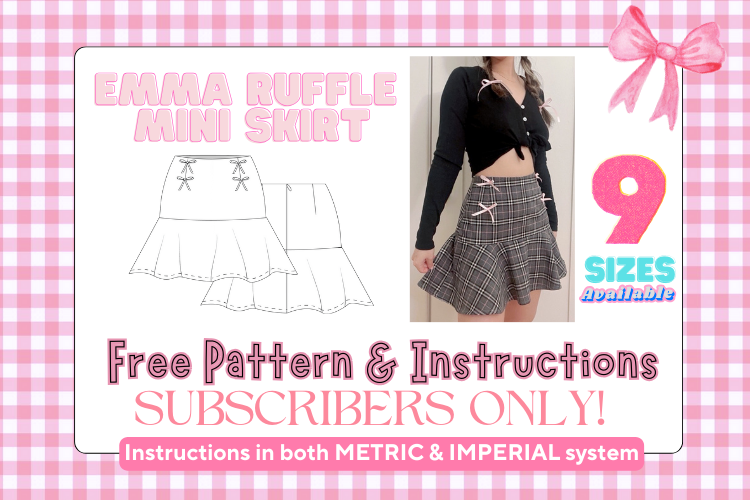 EMMA RUFFLE
MINI SKIRT
9
SIZES
Available
Free Pattern & Instructions
SUBSCRIBERS ONLY!
Instructions in both METRIC & IMPERIAL system